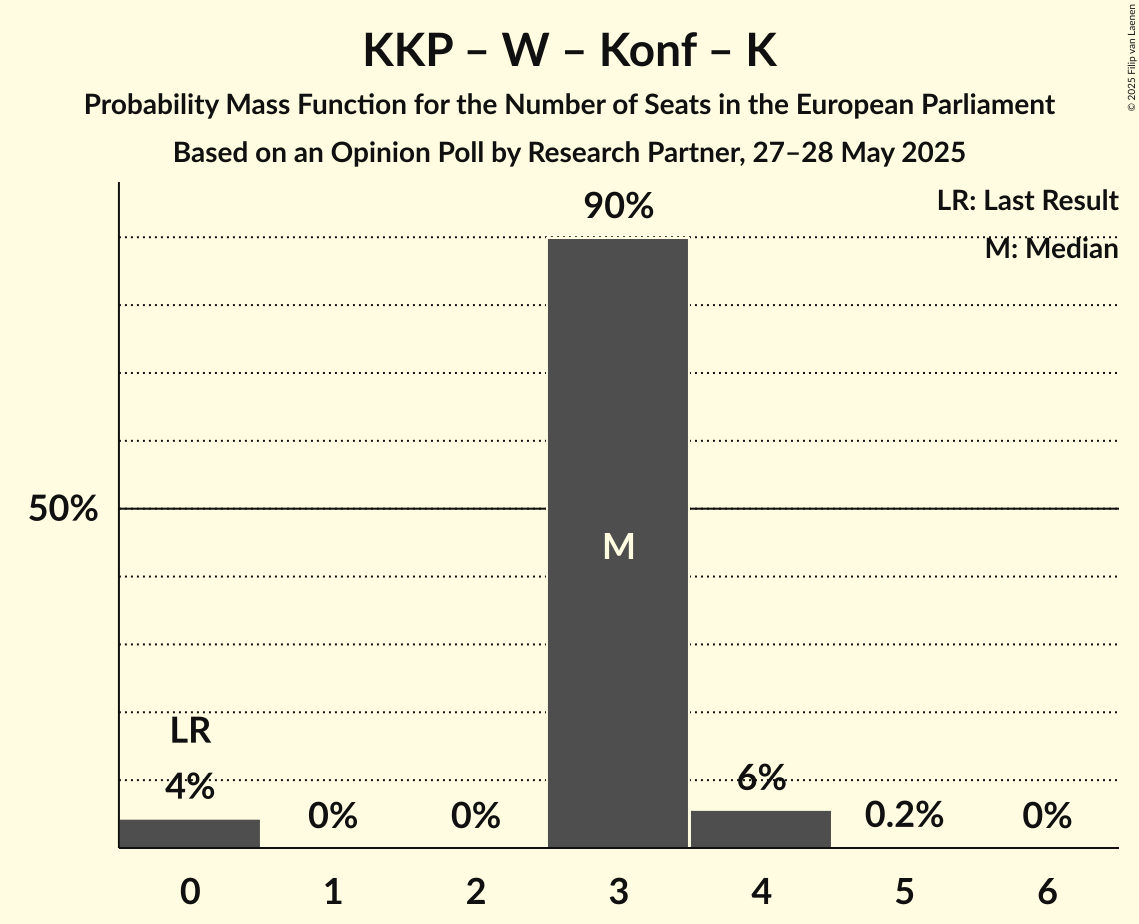 KKP – W – Konf – K
Probability Mass Function for the Number of Seats in the European Parliament
Based on an Opinion Poll by Research Partner, 27–28 May 2025
© 2025 Filip van Laenen
LR: Last Result
M: Median
90%
50%
M
LR
4%
0%
0%
6%
0.2%
0%
0 1 2 3 4 5 6